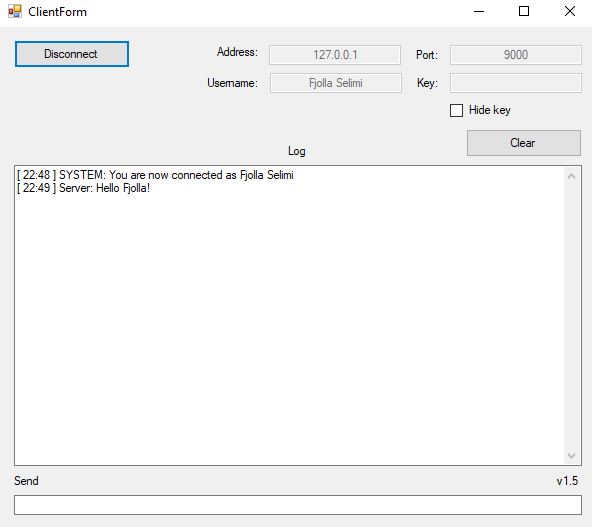 ClientForm
Disconnect
Address: 127.0.0.1 Port: 9000
Username: Fjolla Selimi Key:
Hide key
Clear
Log
[ 22:48 ] SYSTEM: You are now connected as Fjolla Selimi
[ 22:49 ] Server: Hello Fjolla!
Send v1.5